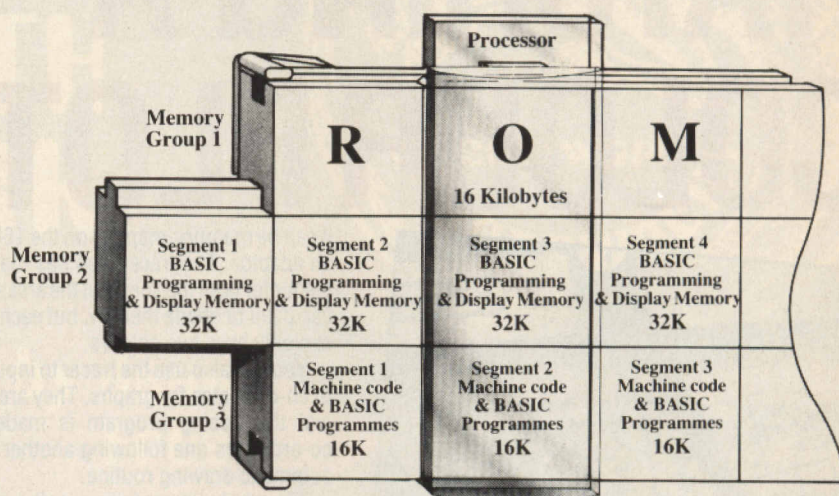 Processor
Memory
Group 1
R O M
16 Kilobytes
Memory
Group 2
Segment 1
BASIC
Programming
& Display Memory
32K
Segment 2
BASIC
Programming
& Display Memory
32K
Segment 3
BASIC
Programming
& Display Memory
32K
Segment 4
BASIC
Programming
& Display Memory
32K
Memory
Group 3
Segment 1
Machine code
& BASIC
Programmes
16K
Segment 2
Machine code
& BASIC
Programmes
16K
Segment 3
Machine code
& BASIC
Programmes
16K